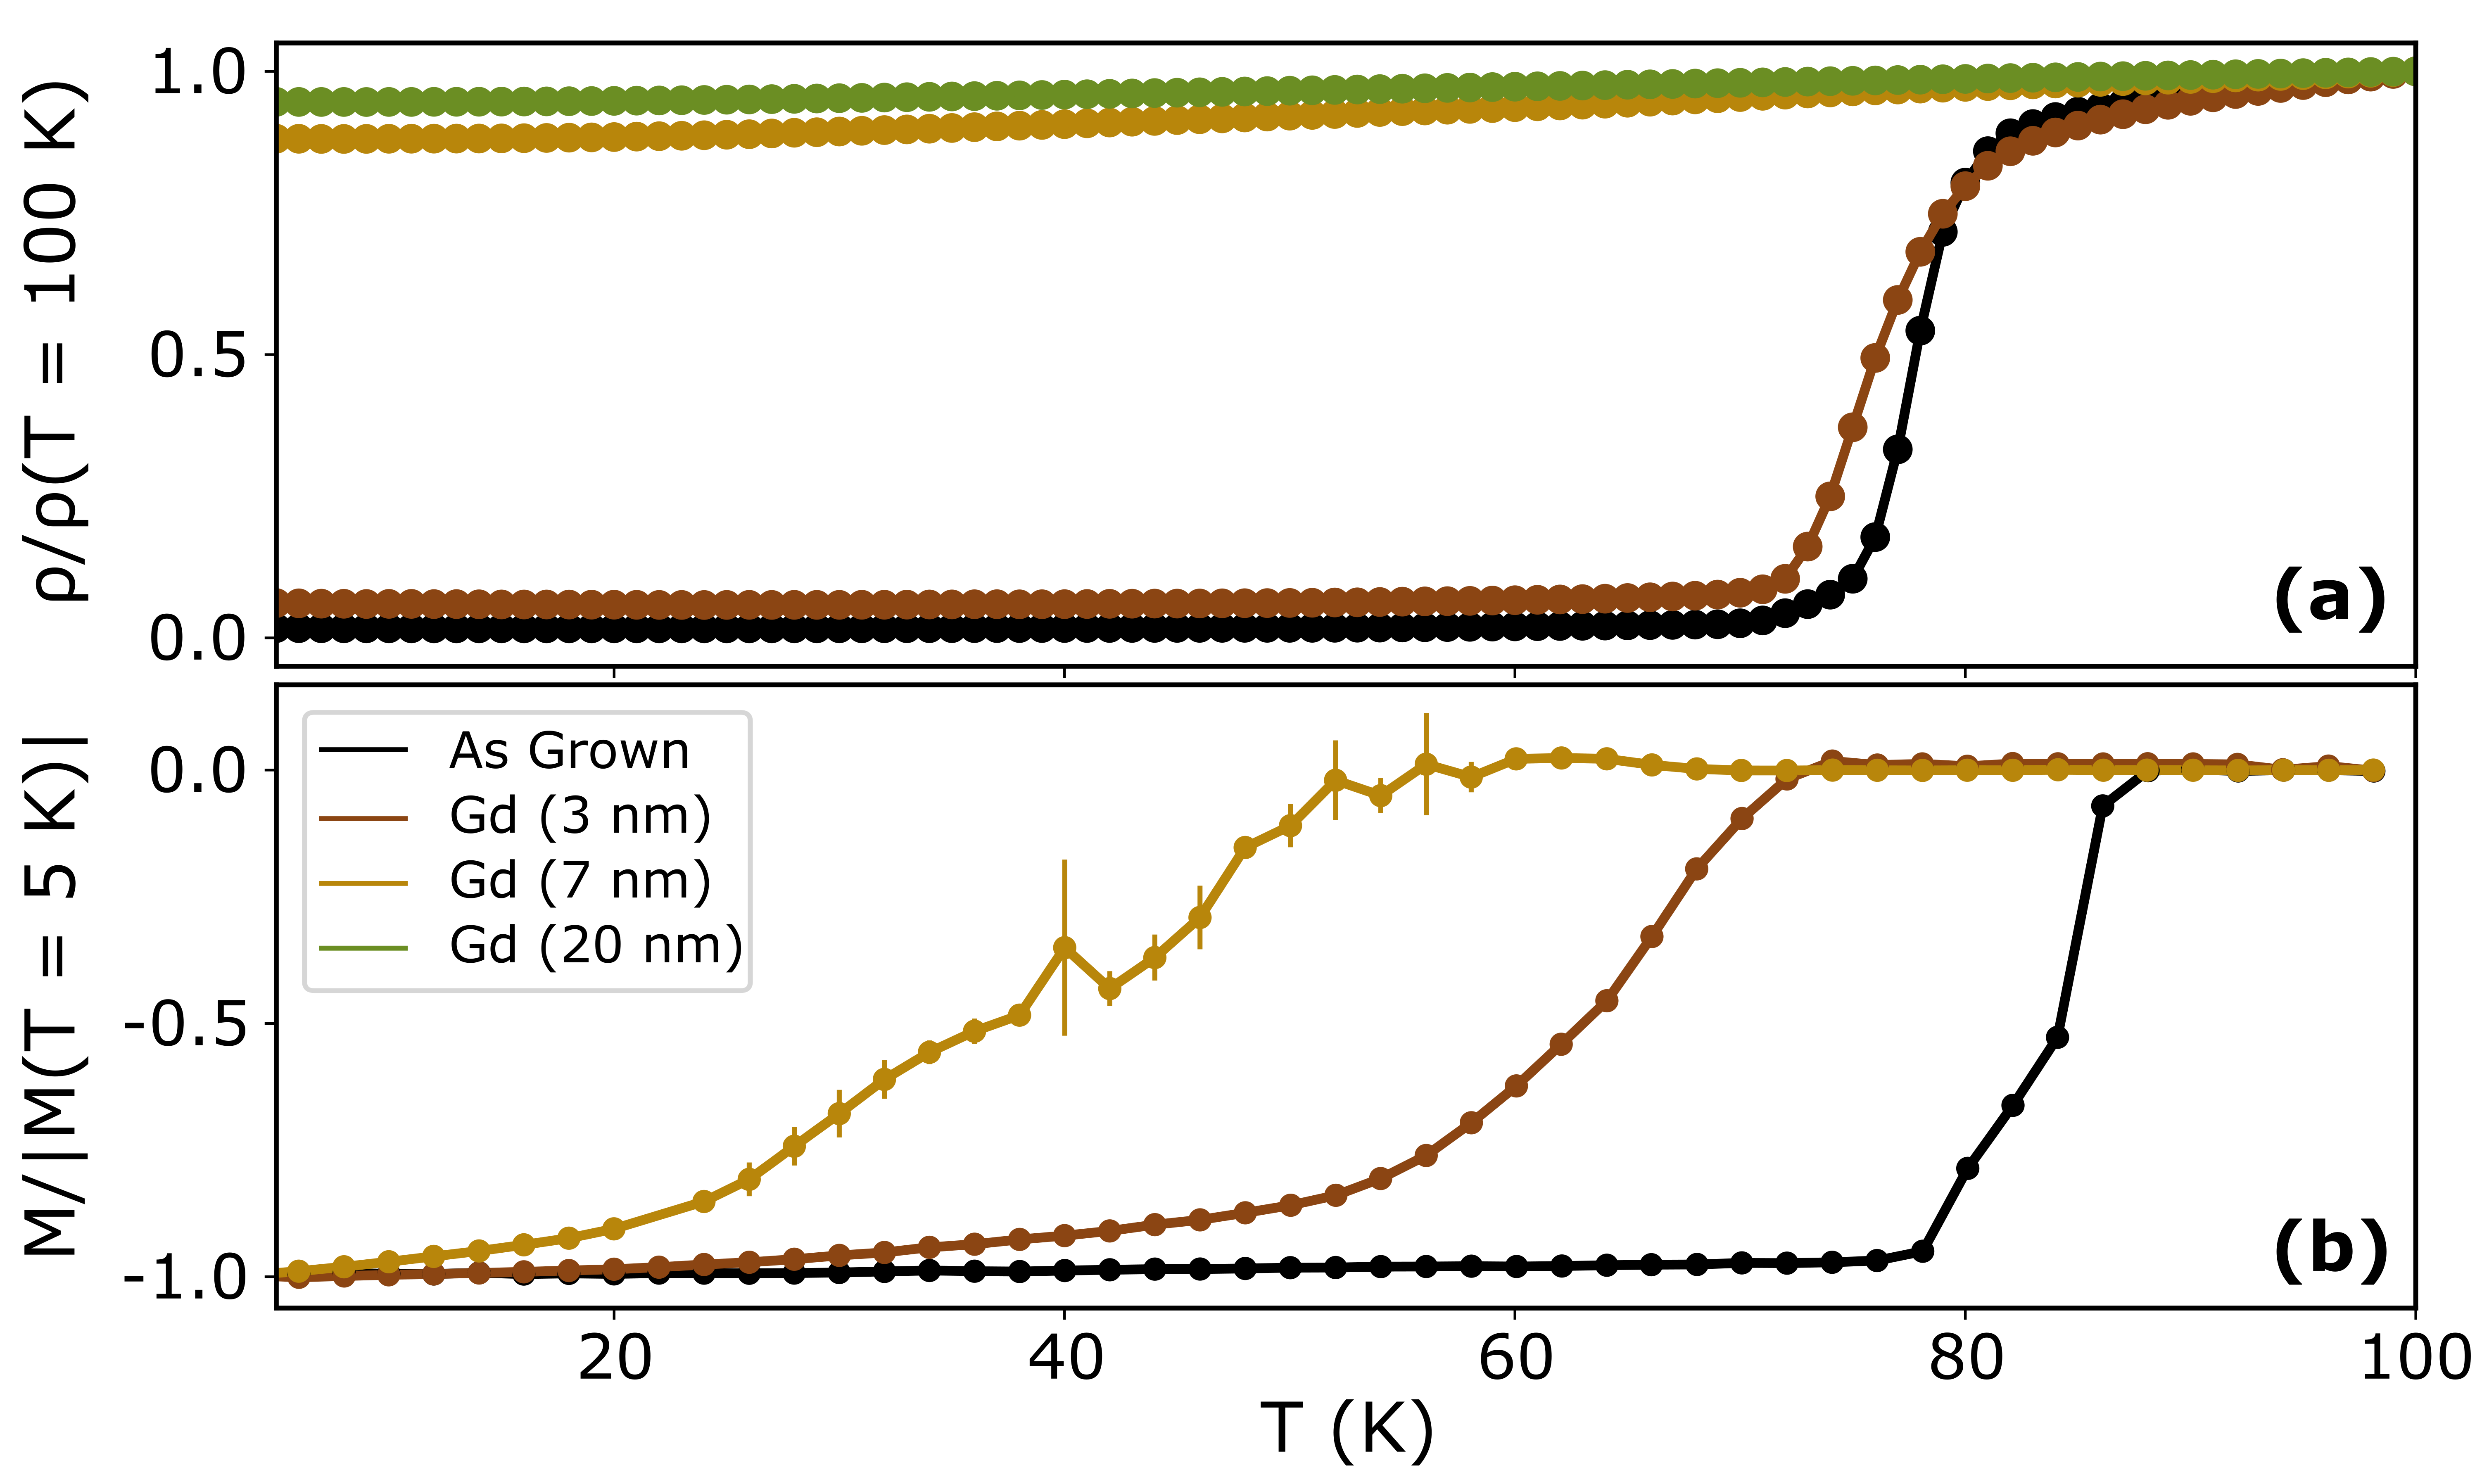 ρ/ρ(T = 100 K)
1.0
0.5
0.0
(a)
M/|M(T = 5 K)|
0.0
-0.5
-1.0
As Grown
Gd (3 nm)
Gd (7 nm)
Gd (20 nm)
(b)
20 40 60 80 100
T (K)